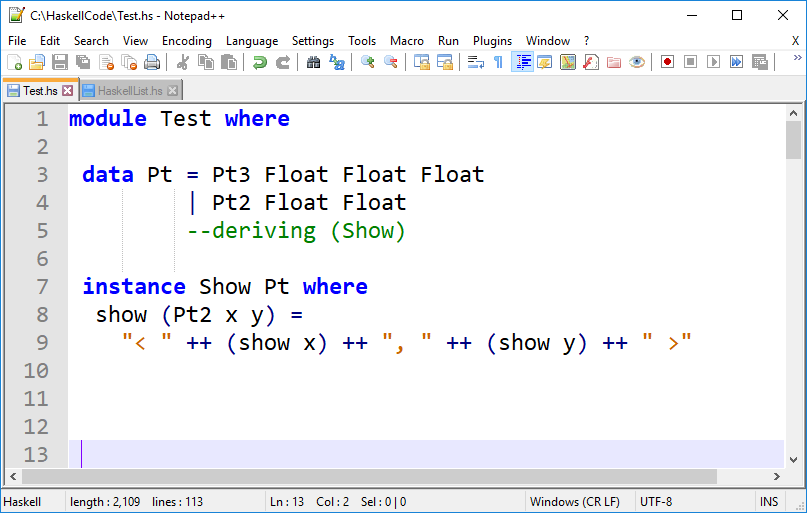 C:\HaskellCode\Test.hs - Notepad++
File Edit Search View Encoding Language Settings Tools Macro Run Plugins Window ? X
Test.hs HaskellList.hs
1 module Test where
2
3 data Pt = Pt3 Float Float Float
4 | Pt2 Float Float
5 --deriving (Show)
6
7 instance Show Pt where
8 show (Pt2 x y) =
9 "< " ++ (show x) ++ ", " ++ (show y) ++ " >"
10
11
12
13
Haskell length : 2,109 lines : 113 Ln : 13 Col : 2 Sel : 0 | 0 Windows (CR LF) UTF-8 INS